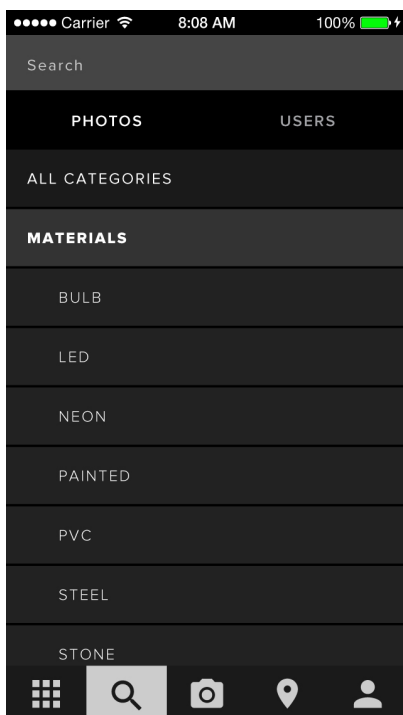 Carrier 8:08 AM 100%
Search
PHOTOS USERS
ALL CATEGORIES
MATERIALS
BULB
LED
NEON
PAINTED
PVC
STEEL
STONE